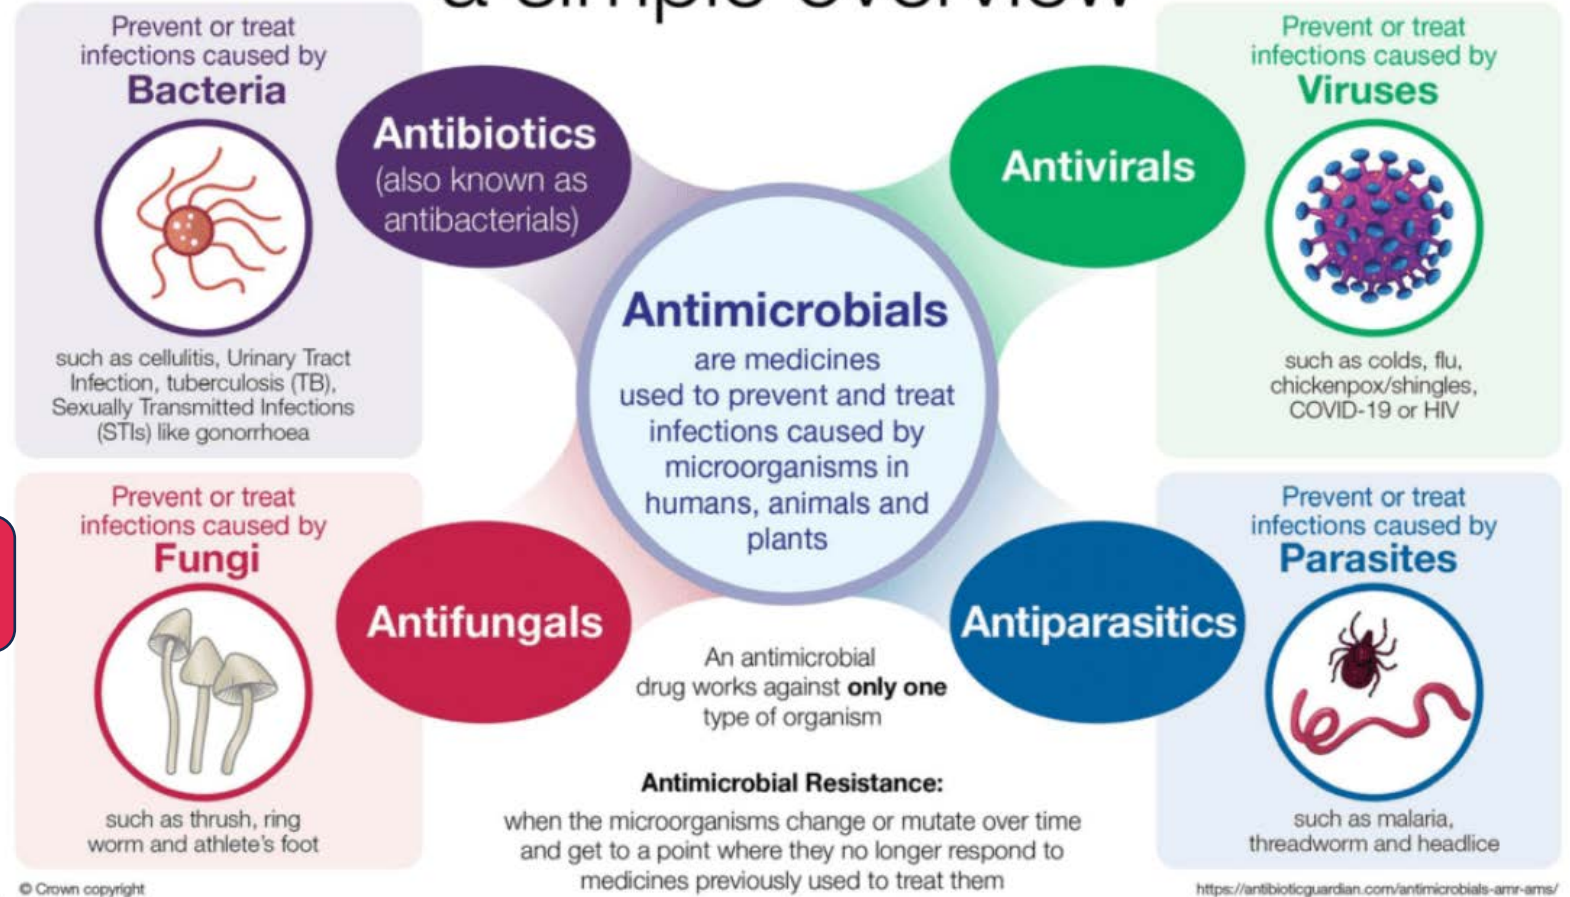 a simple overview
Prevent or treat
infections caused by
Bacteria
such as cellulitis, Urinary Tract
Infection, tuberculosis (TB),
Sexually Transmitted Infections
(STIs) like gonorrhoea
Antibiotics
(also known as
antibacterials)
Antivirals
Prevent or treat
infections caused by
Viruses
such as colds, flu,
chickenpox/shingles,
COVID-19 or HIV
Antimicrobials
are medicines
used to prevent and treat
infections caused by
microorganisms in
humans, animals and
plants
Prevent or treat
infections caused by
Fungi
such as thrush, ring
worm and athlete's foot
Antifungals
Antiparasitics
Prevent or treat
infections caused by
Parasites
such as malaria,
threadworm and headlice
An antimicrobial
drug works against only one
type of organism
Antimicrobial Resistance:
when the microorganisms change or mutate over time
and get to a point where they no longer respond to
medicines previously used to treat them
© Crown copyright
https://antibioticguardian.com/antimicrobials-amr-ams/